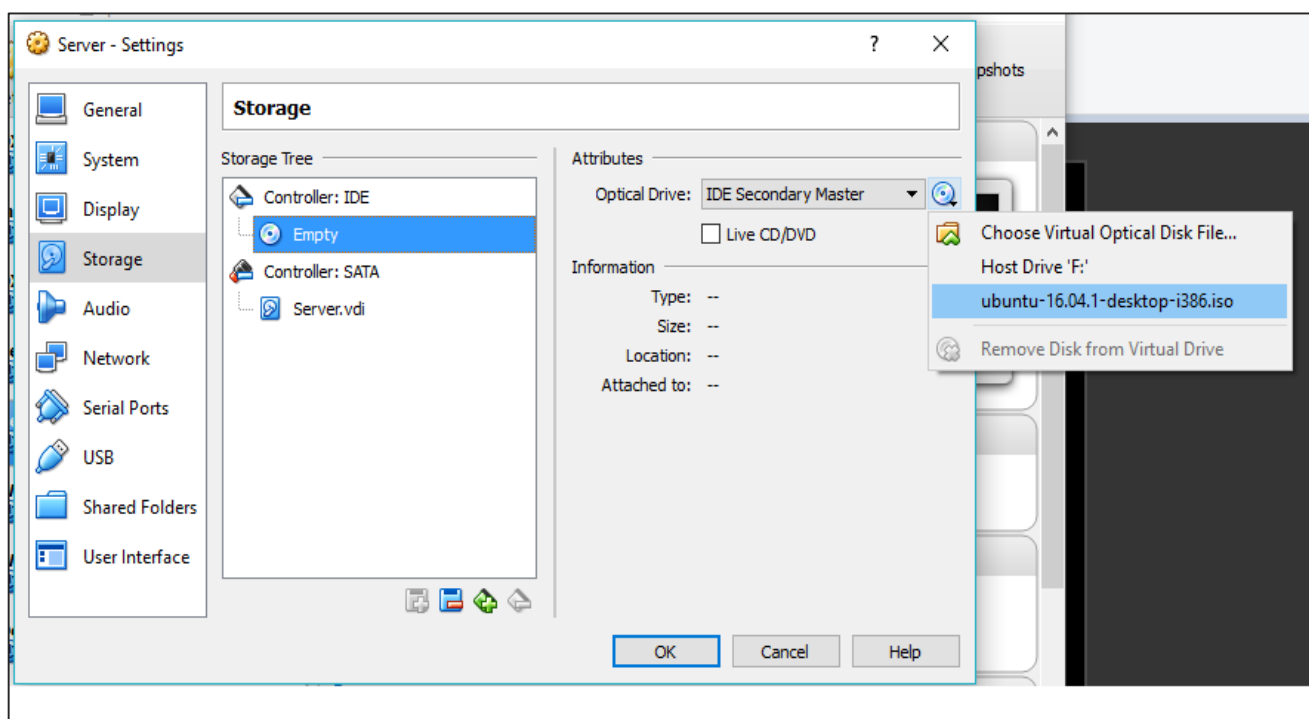 Server - Settings
?
pshots
General
System
Display
Storage
Audio
Network
Serial Ports
USB
Shared Folders
User Interface
Storage
Storage Tree
Controller: IDE
Empty
Controller: SATA
Server.vdi
Attributes
Optical Drive: IDE Secondary Master
Live CD/DVD
Information
Type: --
Size: --
Location: --
Attached to: --
Choose Virtual Optical Disk File...
Host Drive 'F:'
ubuntu-16.04.1-desktop-i386.iso
Remove Disk from Virtual Drive
OK
Cancel
Help